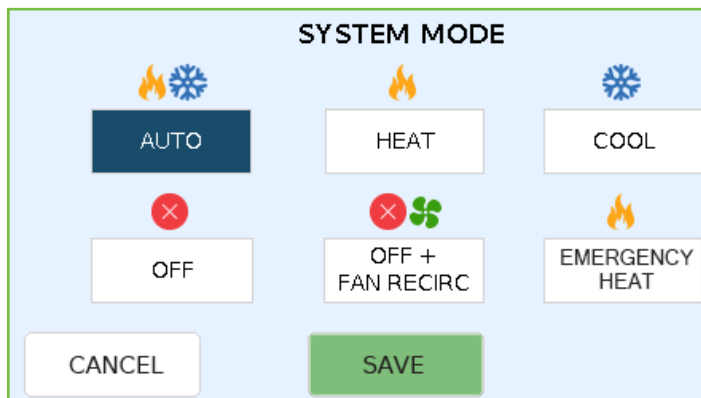 SYSTEM MODE
AUTO
HEAT
COOL
OFF
OFF +
FAN RECIRC
EMERGENCY
HEAT
CANCEL
SAVE